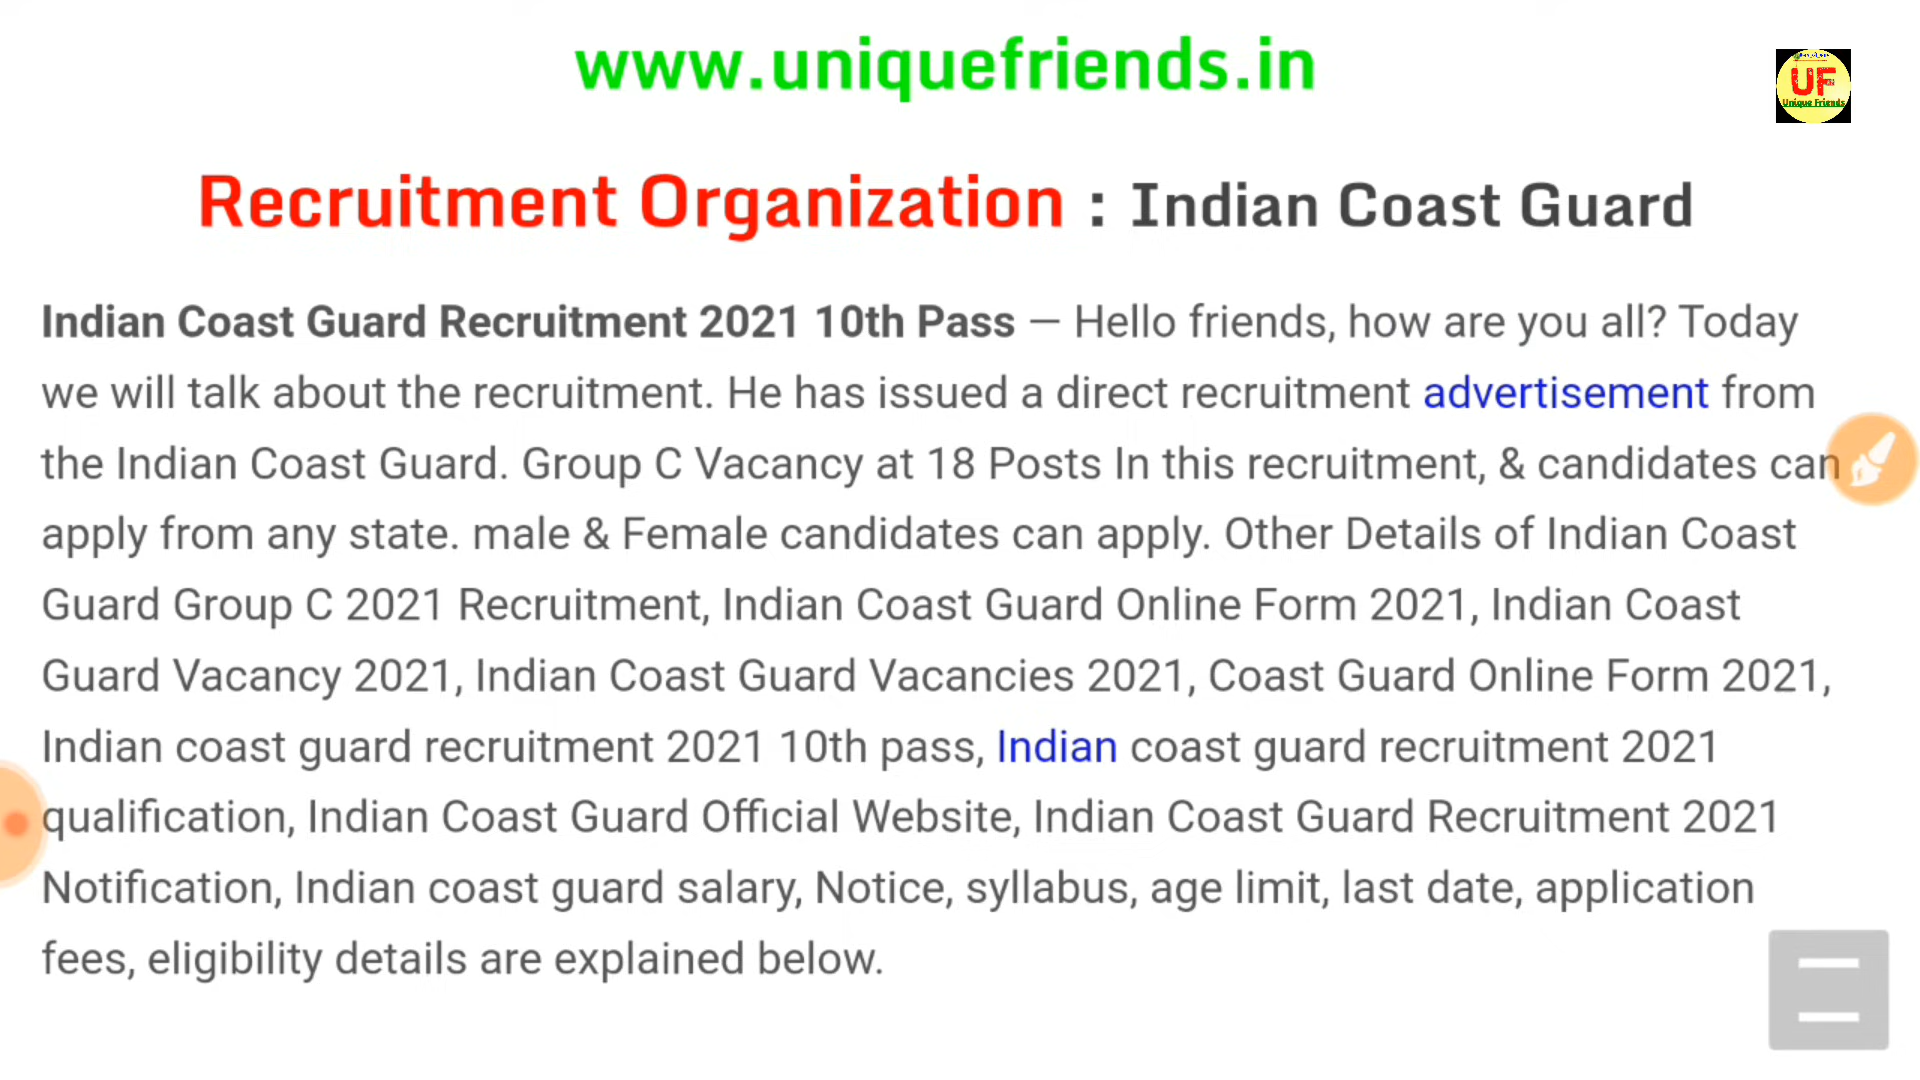 www.uniquefriends.in
UF
Unique Friends
Recruitment Organization : Indian Coast Guard
Indian Coast Guard Recruitment 2021 10th Pass — Hello friends, how are you all? Today
we will talk about the recruitment. He has issued a direct recruitment advertisement from
the Indian Coast Guard. Group C Vacancy at 18 Posts In this recruitment, & candidates can
apply from any state. male & Female candidates can apply. Other Details of Indian Coast
Guard Group C 2021 Recruitment, Indian Coast Guard Online Form 2021, Indian Coast
Guard Vacancy 2021, Indian Coast Guard Vacancies 2021, Coast Guard Online Form 2021,
Indian coast guard recruitment 2021 10th pass, Indian coast guard recruitment 2021
qualification, Indian Coast Guard Official Website, Indian Coast Guard Recruitment 2021
Notification, Indian coast guard salary, Notice, syllabus, age limit, last date, application
fees, eligibility details are explained below.